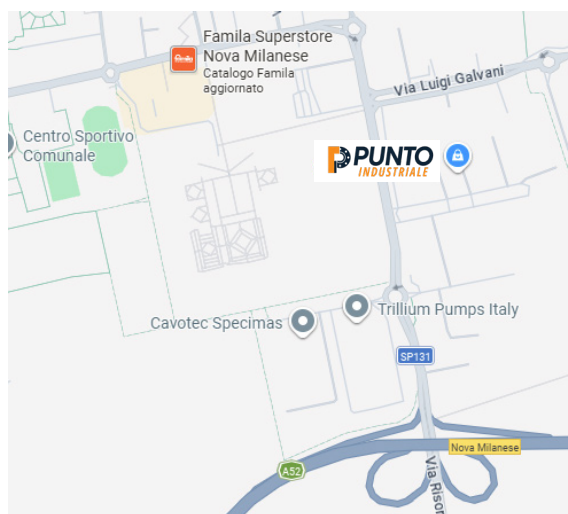 Famila Superstore
Nova Milanese
Catalogo Famila
aggiornato
Via Luigi Galvani
Centro Sportivo
Comunale
PUNTO
INDUSTRIALE
Cavotec Specimas
Trillium Pumps Italy
SP131
Nova Milanese
A52
Via Risor